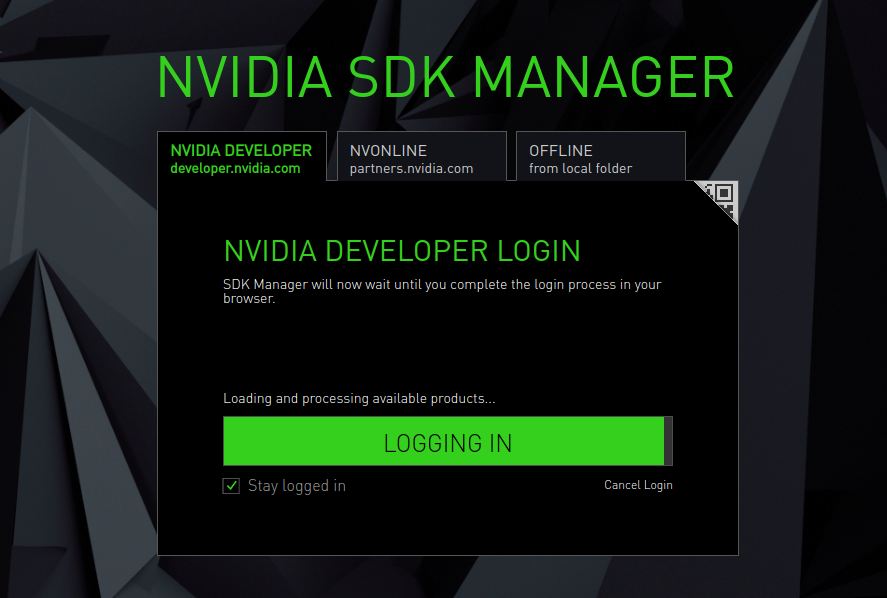 NVIDIA SDK MANAGER
NVIDIA DEVELOPER
developer.nvidia.com
NVONLINE
partners.nvidia.com
OFFLINE
from local folder
NVIDIA DEVELOPER LOGIN
SDK Manager will now wait until you complete the login process in your
browser.
Loading and processing available products...
LOGGING IN
Stay logged in
Cancel Login